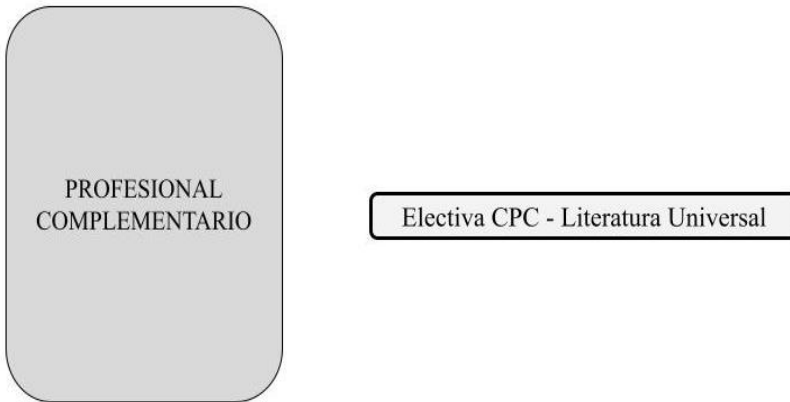 PROFESIONAL
COMPLEMENTARIO
Electiva CPC - Literatura Universal